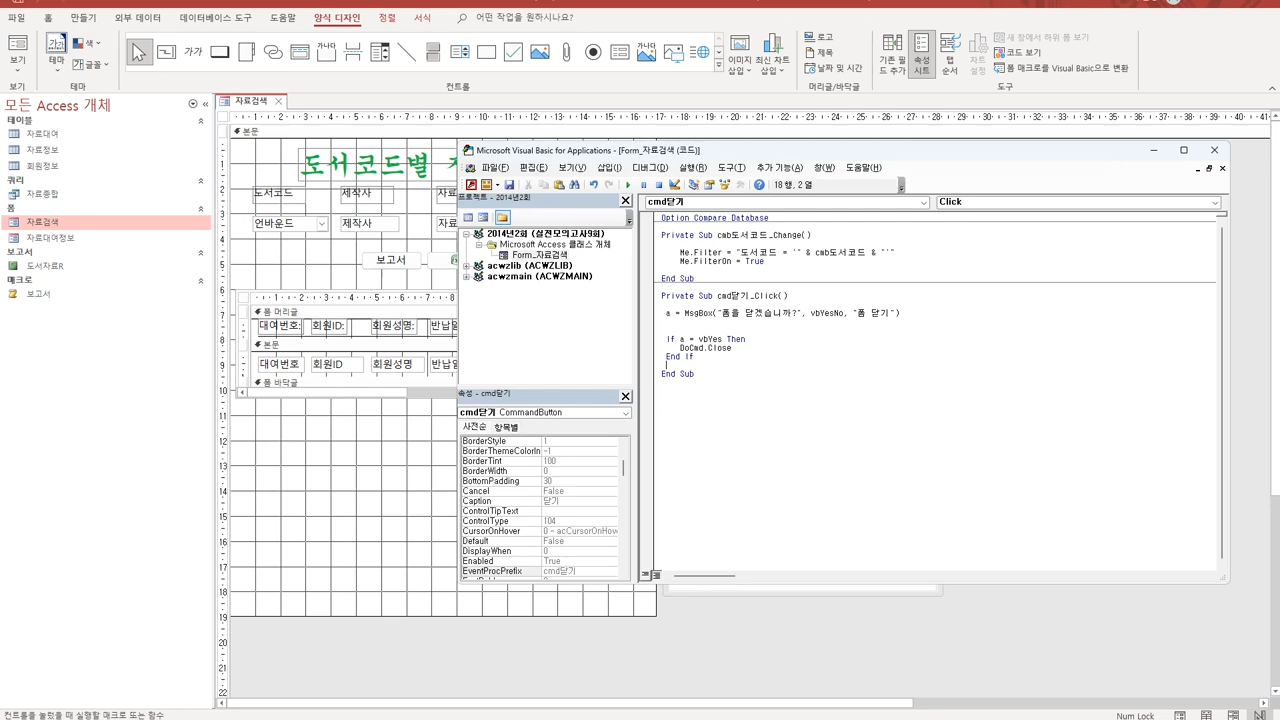 파일 홈 만들기 외부 데이터 데이터베이스 도구 도움말 양식 디자인 정렬 서식 어떤 작업을 원하시나요?
보기
테마
색
글꼴
가가
가나다
가나다
이미지 삽입
최신 차트 삽입
로고
제목
날짜 및 시간
기존 필드 추가
속성 시트
탭 순서
차트 설정
새 창에서 하위 폼 보기
코드 보기
폼 매크로를 Visual Basic으로 변환
보기 테마 컨트롤 머리글/바닥글 도구
모든 Access 개체
테이블
자료대여
자료정보
회원정보
쿼리
자료종합
폼
자료검색
자료대여정보
보고서
도서자료R
매크로
보고서
자료검색
본문
도서코드별
도서코드 제작사
언바운드 제작사
보고서
폼 머리글
대여번호: 회원ID: 회원성명: 반납일
본문
대여번호 회원ID 회원성명 반납일
폼 바닥글
Microsoft Visual Basic for Applications - [Form_자료검색 (코드)]
파일(F) 편집(E) 보기(V) 삽입(I) 디버그(D) 실행(R) 도구(T) 추가 기능(A) 창(W) 도움말(H)
18 행, 2 열
프로젝트 - 2014년2회
2014년2회 (실전모의고사9회)
Microsoft Access 클래스 개체
Form_자료검색
acwzlib (ACWZLIB)
acwzmain (ACWZMAIN)
속성 - cmd닫기
cmd닫기 CommandButton
사전순 항목별
BorderStyle 1
BorderThemeColorIn -1
BorderTint 100
BorderWidth 0
BottomPadding 30
Cancel False
Caption 닫기
ControlTipText
ControlType 104
CursorOnHover 0 - acCursorOnHov
Default False
DisplayWhen 0
Enabled True
EventProcPrefix cmd닫기
cmd닫기 Click
Option Compare Database
Private Sub cmb도서코드_Change()
Me.Filter = "도서코드 = '" & cmb도서코드 & "'"
Me.FilterOn = True
End Sub
Private Sub cmd닫기_Click()
a = MsgBox("폼을 닫겠습니까?", vbYesNo, "폼 닫기")
If a = vbYes Then
DoCmd.Close
End If
End Sub
컨트롤을 눌렀을 때 실행할 매크로 또는 함수
Num Lock